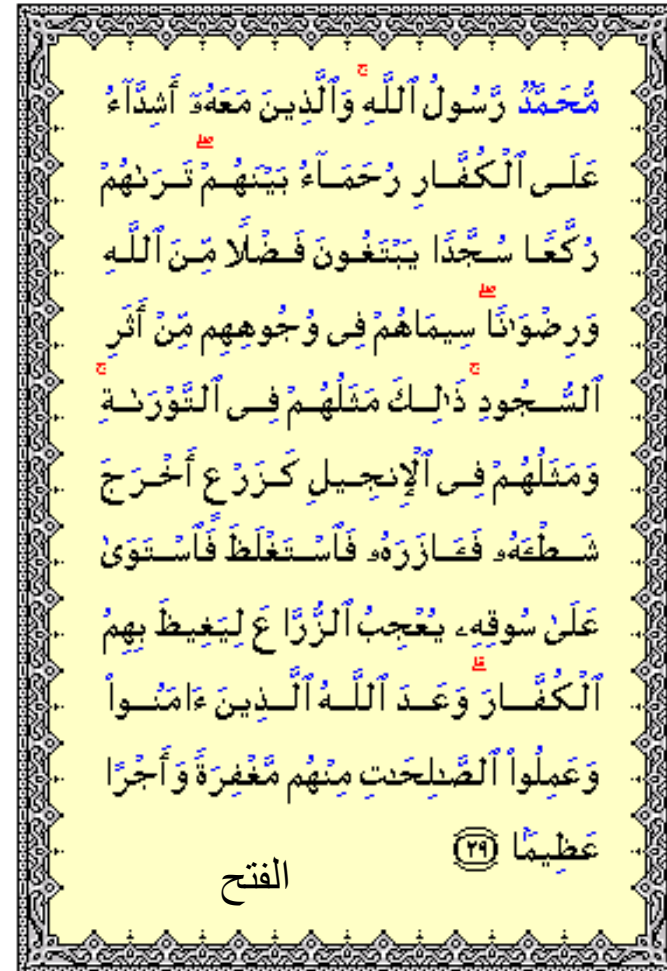 مُّحَمَّدٌ رَّسُولُ ٱللَّهِ ۚ وَٱلَّذِينَ مَعَهُۥٓ أَشِدَّآءُ
عَلَى ٱلْكُفَّارِ رُحَمَآءُ بَيْنَهُمْ ۖ تَرَىٰهُمْ
رُكَّعًا سُجَّدًا يَبْتَغُونَ فَضْلًا مِّنَ ٱللَّهِ
وَرِضْوَٰنًا ۖ سِيمَاهُمْ فِى وُجُوهِهِم مِّنْ أَثَرِ
ٱلسُّجُودِ ۚ ذَٰلِكَ مَثَلُهُمْ فِى ٱلتَّوْرَىٰةِ ۚ
وَمَثَلُهُمْ فِى ٱلْإِنجِيلِ كَزَرْعٍ أَخْرَجَ
شَطْـَٔهُۥ فَـَٔازَرَهُۥ فَٱسْتَغْلَظَ فَٱسْتَوَىٰ
عَلَىٰ سُوقِهِۦ يُعْجِبُ ٱلزُّرَّاعَ لِيَغِيظَ بِهِمُ
ٱلْكُفَّارَ ۗ وَعَدَ ٱللَّهُ ٱلَّذِينَ ءَامَنُوا۟
وَعَمِلُوا۟ ٱلصَّٰلِحَٰتِ مِنْهُم مَّغْفِرَةً وَأَجْرًا
عَظِيمًۢا ٢٩
الفتح